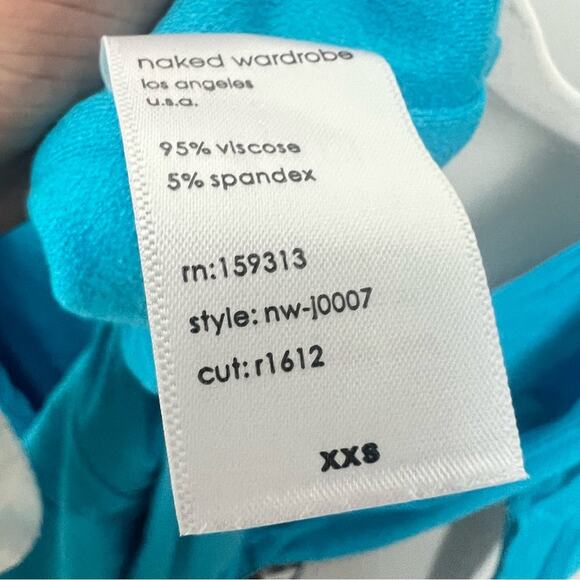 naked wardrobe
los angeles
u.s.a.
95% viscose
5% spandex
rn:159313
style: nw-j0007
cut: r1612
xxs